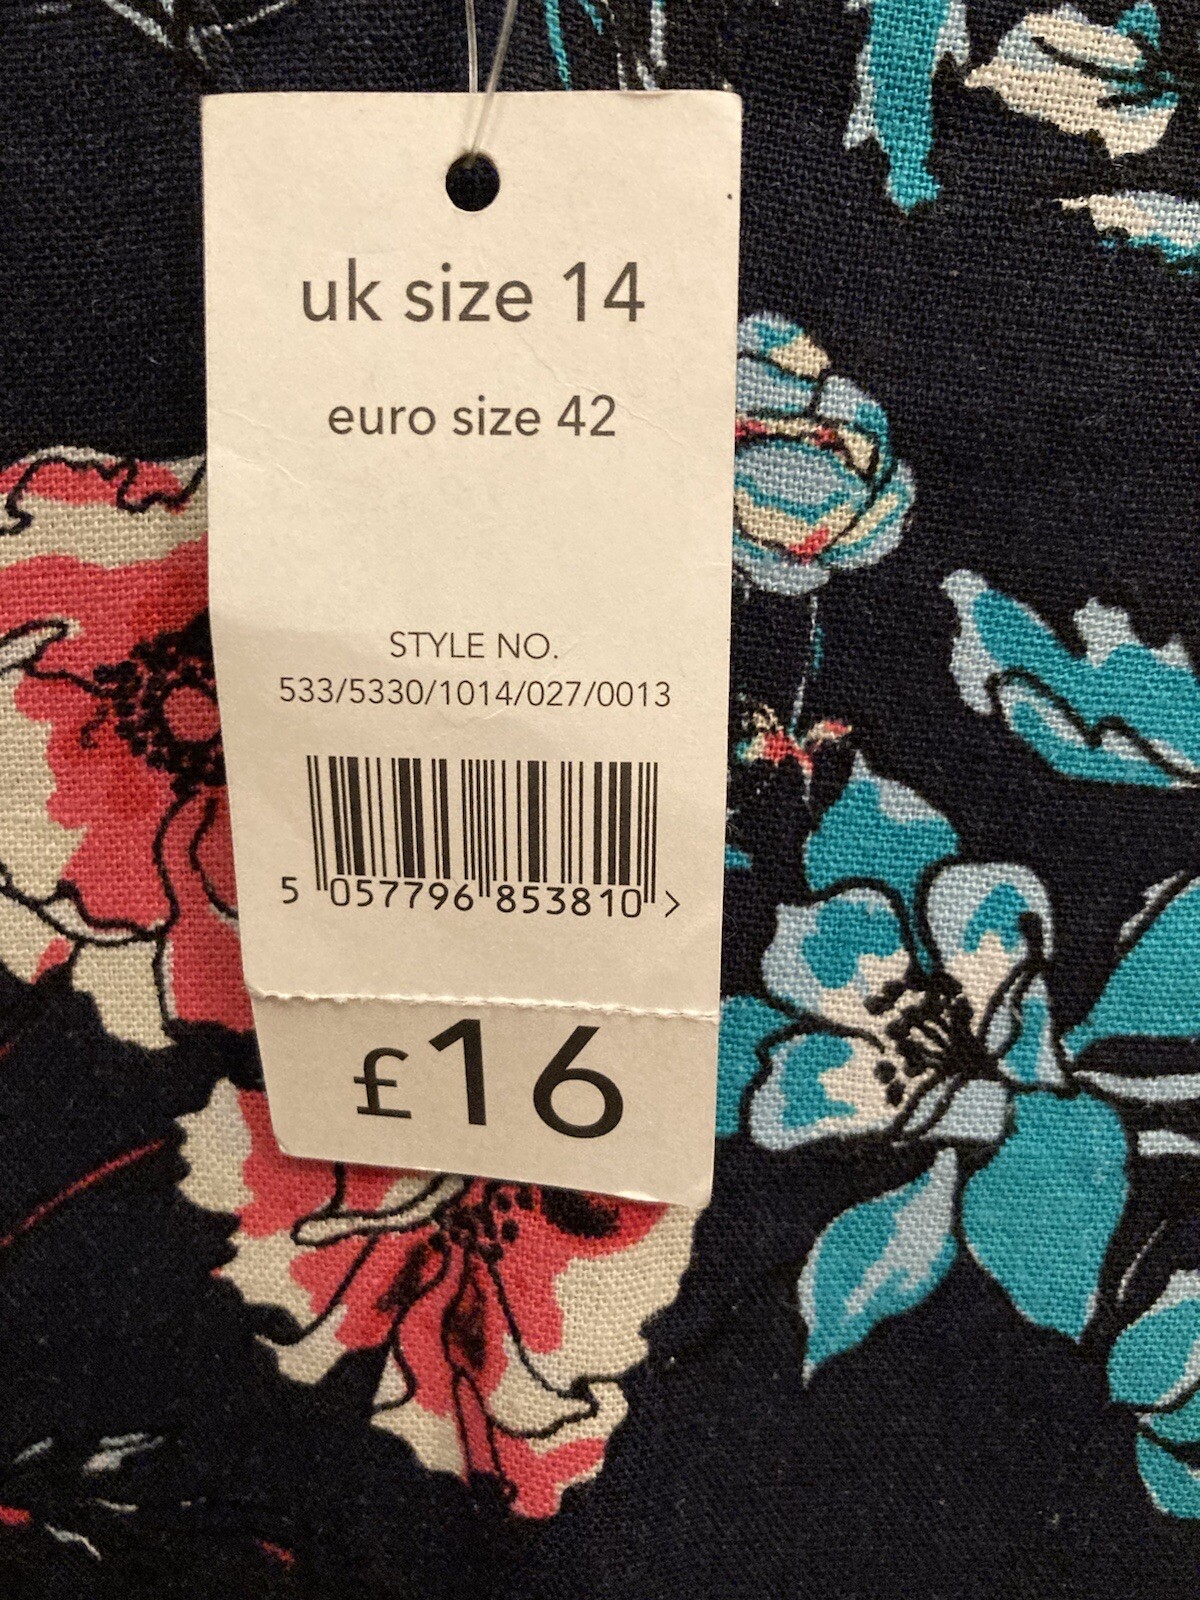 uk size 14
euro size 42
STYLE NO.
533/5330/1014/027/0013
5 057796 853810 >
£16